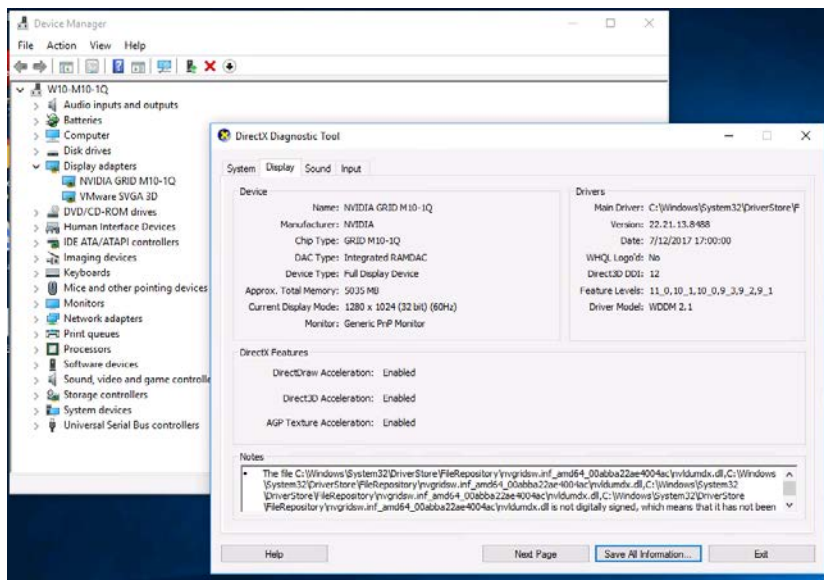 Device Manager
File Action View Help
W10-M10-1Q
Audio inputs and outputs
Batteries
Computer
Disk drives
Display adapters
NVIDIA GRID M10-1Q
VMware SVGA 3D
DVD/CD-ROM drives
Human Interface Devices
IDE ATA/ATAPI controllers
Imaging devices
Keyboards
Mice and other pointing devices
Monitors
Network adapters
Print queues
Processors
Software devices
Sound, video and game controlle
Storage controllers
System devices
Universal Serial Bus controllers
DirectX Diagnostic Tool
System Display Sound Input
Device
Name: NVIDIA GRID M10-1Q
Manufacturer: NVIDIA
Chip Type: GRID M10-1Q
DAC Type: Integrated RAMDAC
Device Type: Full Display Device
Approx. Total Memory: 5035 MB
Current Display Mode: 1280 x 1024 (32 bit) (60Hz)
Monitor: Generic PnP Monitor
Drivers
Main Driver: C:\Windows\System32\DriverStore\F
Version: 22.21.13.8488
Date: 7/12/2017 17:00:00
WHQL Logo'd: No
Direct3D DDI: 12
Feature Levels: 11_0,10_1,10_0,9_3,9_2,9_1
Driver Model: WDDM 2.1
DirectX Features
DirectDraw Acceleration: Enabled
Direct3D Acceleration: Enabled
AGP Texture Acceleration: Enabled
Notes
• The file C:\Windows\System32\DriverStore\FileRepository\nvgridsw.inf_amd64_00abba22ae4004ac\nvldumdx.dll,C:\Windows
\System32\DriverStore\FileRepository\nvgridsw.inf_amd64_00abba22ae4004ac\nvldumdx.dll,C:\Windows\System32
\DriverStore\FileRepository\nvgridsw.inf_amd64_00abba22ae4004ac\nvldumdx.dll,C:\Windows\System32\DriverStore
\FileRepository\nvgridsw.inf_amd64_00abba22ae4004ac\nvldumdx.dll is not digitally signed, which means that it has not been
Help Next Page Save All Information... Exit